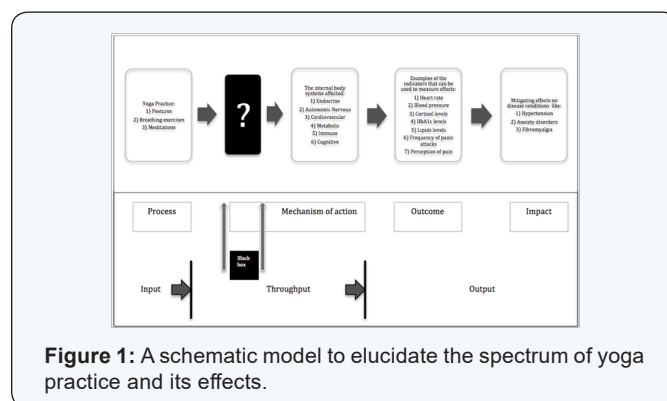 Yoga Practice:
1) Postures
2) Breathing exercises
3) Meditations
?
The internal body
systems affected:
1) Endocrine
2) Autonomic Nervous
3) Cardiovascular
4) Metabolic
5) Immune
6) Cognitive
Examples of the
indicators that can be
used to measure effects:
1) Heart rate
2) Blood pressure
3) Cortisol levels
4) HbA1c levels
5) Lipids levels
6) Frequency of panic
attacks
7) Perception of pain
Mitigating effects on
disease conditions like:
1) Hypertension
2) Anxiety disorders
3) Fibromyalgia
Process
Mechanism of action
Outcome
Impact
Black
box
Input
Throughput
Output
Figure 1: A schematic model to elucidate the spectrum of yoga
practice and its effects.